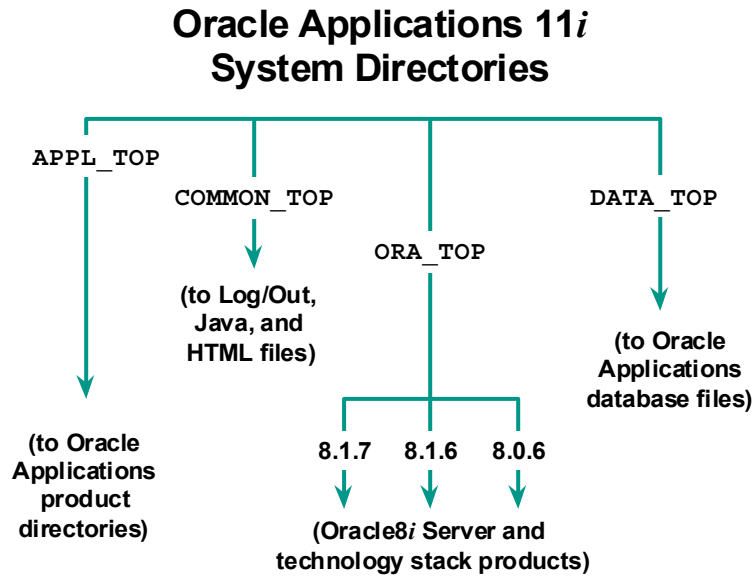 Oracle Applications 11i
System Directories
APPL_TOP
COMMON_TOP
ORA_TOP
DATA_TOP
(to Log/Out,
Java, and
HTML files)
(to Oracle
Applications
database files)
(to Oracle
Applications
product
directories)
8.1.7 8.1.6 8.0.6
(Oracle8i Server and
technology stack products)